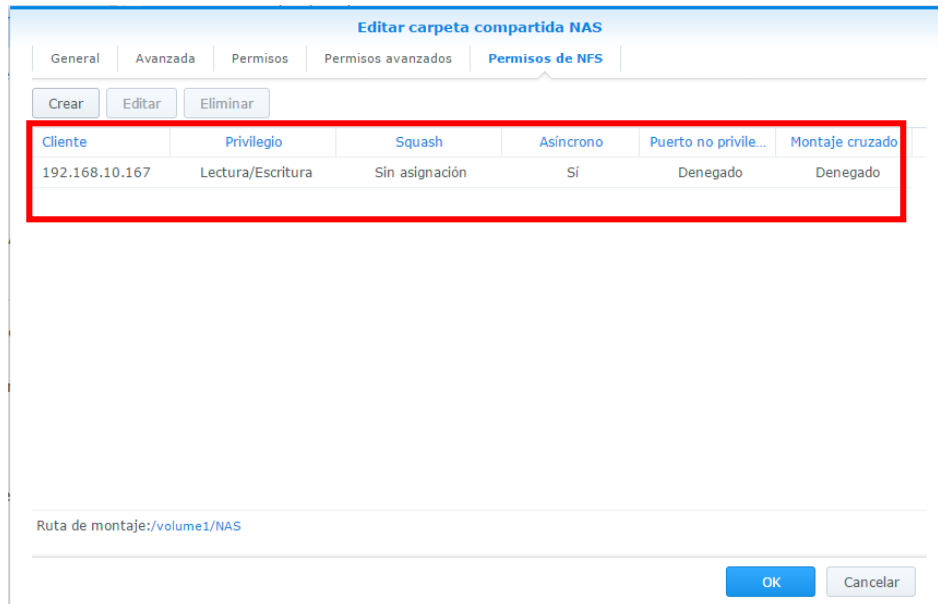 Editar carpeta compartida NAS
General Avanzada Permisos Permisos avanzados Permisos de NFS
Crear Editar Eliminar
Cliente Privilegio Squash Asíncrono Puerto no privile... Montaje cruzado
192.168.10.167 Lectura/Escritura Sin asignación Sí Denegado Denegado
Ruta de montaje:/volume1/NAS
OK Cancelar